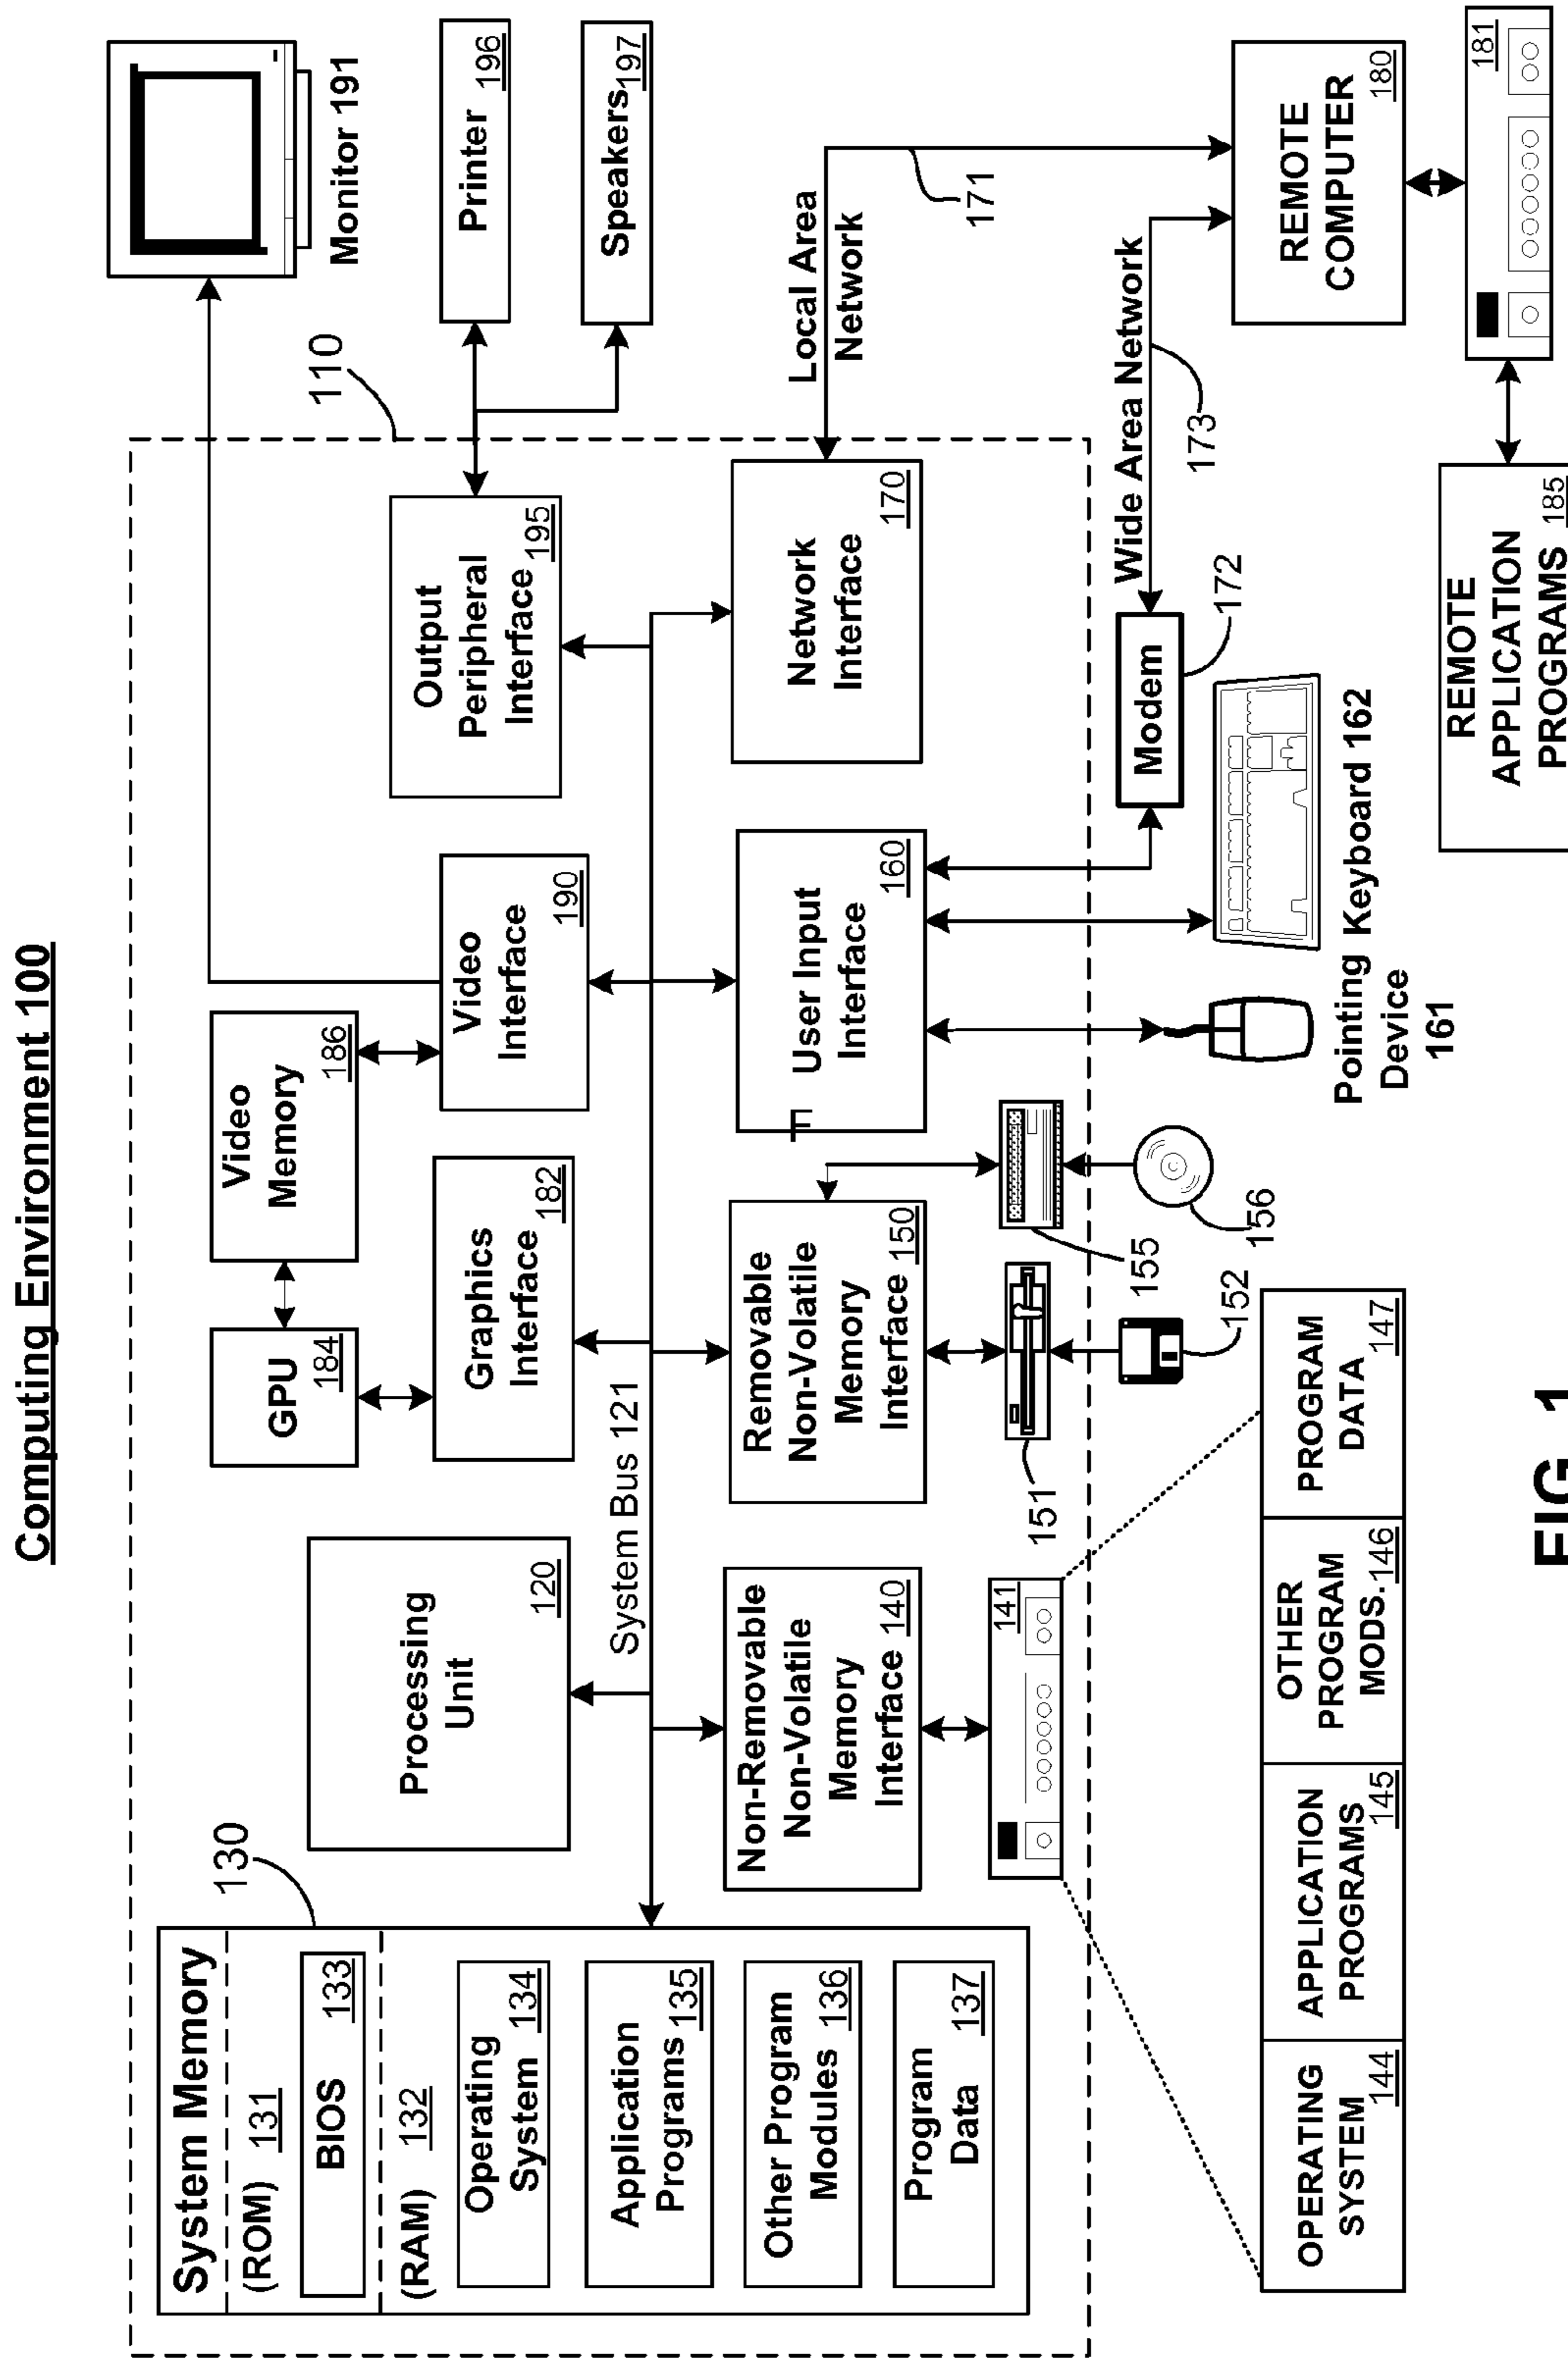 Computing Environment 100
System Memory
(ROM) 131
BIOS 133
(RAM) 132
Operating
System 134
Application
Programs 135
Other Program
Modules 136
Program
Data 137
130
Processing
Unit
120
System Bus 121
GPU
184
Video
Memory
186
Graphics
Interface
182
Video
Interface
190
Output
Peripheral
Interface 195
110
Monitor 191
Printer
196
Speakers 197
Non-Removable
Non-Volatile
Memory
Interface 140
Removable
Non-Volatile
Memory
Interface 150
User Input
Interface
160
Network
Interface
170
Local Area
Network
171
141
151
152
155
156
Pointing
Device
161
Keyboard 162
Modem
172
Wide Area Network
173
REMOTE
COMPUTER
180
181
OPERATING
SYSTEM
144
APPLICATION
PROGRAMS
145
OTHER
PROGRAM
MODS. 146
PROGRAM
DATA
147
REMOTE
APPLICATION
PROGRAMS 185
FIG. 1